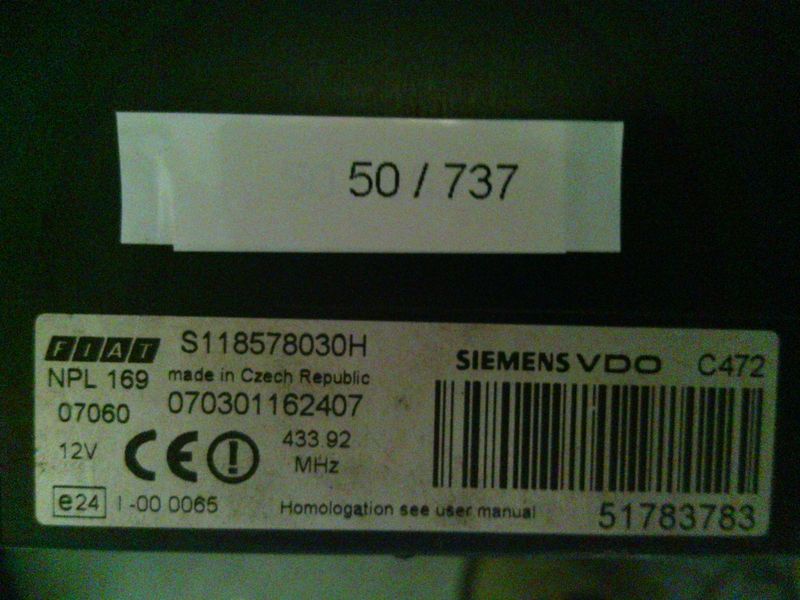 50 / 737
FIAT S118578030H SIEMENS VDO C472
NPL 169 made in Czech Republic
07060 070301162407
12V CE 433 92
MHz
e24 I -00 0065 Homologation see user manual 51783783